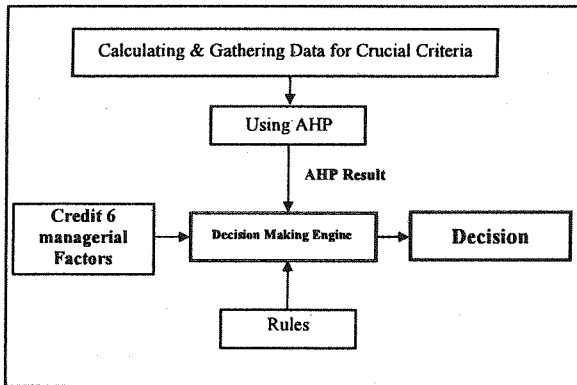 Calculating & Gathering Data for Crucial Criteria
Using AHP
AHP Result
Credit 6
managerial
Factors
Decision Making Engine
Decision
Rules